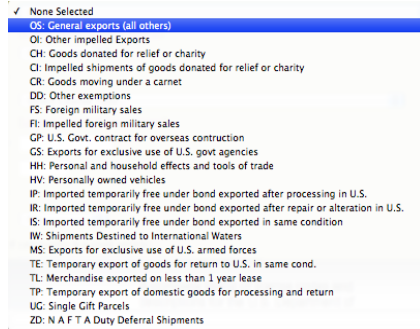 None Selected
OS: General exports (all others)
OI: Other impelled Exports
CH: Goods donated for relief or charity
CI: Impelled shipments of goods donated for relief or charity
CR: Goods moving under a carnet
DD: Other exemptions
FS: Foreign military sales
FI: Impelled foreign military sales
GP: U.S. Govt. contract for overseas contruction
GS: Exports for exclusive use of U.S. govt agencies
HH: Personal and household effects and tools of trade
HV: Personally owned vehicles
IP: Imported temporarily free under bond exported after processing in U.S.
IR: Imported temporarily free under bond exported after repair or alteration in U.S.
IS: Imported temporarily free under bond exported in same condition
IW: Shipments Destined to International Waters
MS: Exports for exclusive use of U.S. armed forces
TE: Temporary export of goods for return to U.S. in same cond.
TL: Merchandise exported on less than 1 year lease
TP: Temporary export of domestic goods for processing and return
UG: Single Gift Parcels
ZD: N A F T A Duty Deferral Shipments